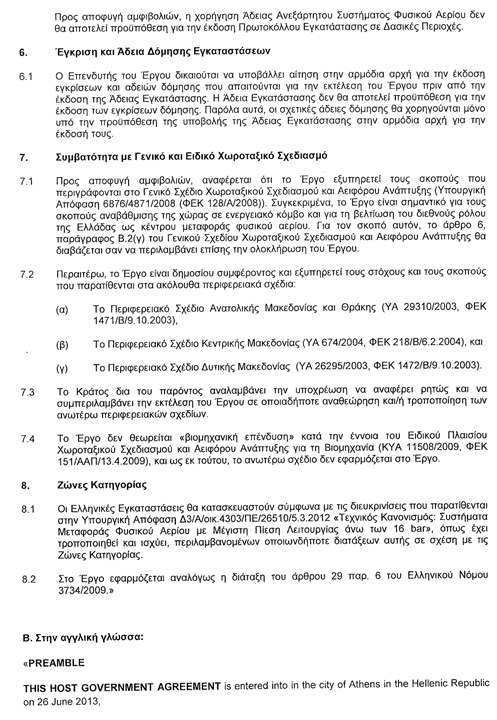 Προς αποφυγή αμφιβολιών, η χορήγηση Άδειας Ανεξάρτητου Συστήματος Φυσικού Αερίου δεν
θα αποτελεί προϋπόθεση για την έκδοση Πρωτοκόλλου Εγκατάστασης σε Δασικές Περιοχές.
6. Έγκριση και Άδεια Δόμησης Εγκαταστάσεων
6.1 Ο Επενδυτής του Έργου δικαιούται να υποβάλλει αίτηση στην αρμόδια αρχή για την έκδοση
εγκρίσεων και αδειών δόμησης που απαιτούνται για την εκτέλεση του Έργου πριν από την
έκδοση της Άδειας Εγκατάστασης. Η Άδεια Εγκατάστασης δεν θα αποτελεί προϋπόθεση για την
έκδοση των εγκρίσεων δόμησης. Παρόλα αυτά, οι σχετικές άδειες δόμησης θα χορηγούνται μόνο
υπό την προϋπόθεση της υποβολής της Άδειας Εγκατάστασης στην αρμόδια αρχή για την
έκδοσή τους.
7. Συμβατότητα με Γενικό και Ειδικό Χωροταξικό Σχεδιασμό
7.1 Προς αποφυγή αμφιβολιών, αναφέρεται ότι το Έργο εξυπηρετεί τους σκοπούς που
περιγράφονται στο Γενικό Σχέδιο Χωροταξικού Σχεδιασμού και Αειφόρου Ανάπτυξης (Υπουργική
Απόφαση 6876/4871/2008 (ΦΕΚ 128/Α/2008)). Συγκεκριμένα, το Έργο είναι σημαντικό για τους
σκοπούς αναβάθμισης της χώρας σε ενεργειακό κόμβο και για τη βελτίωση του διεθνούς ρόλου
της Ελλάδας ως κέντρου μεταφοράς φυσικού αερίου. Για τον σκοπό αυτόν, το άρθρο 6,
παράγραφος Β.2(γ) του Γενικού Σχεδίου Χωροταξικού Σχεδιασμού και Αειφόρου Ανάπτυξης θα
διαβάζεται σαν να περιλαμβάνει επίσης την ολοκλήρωση του Έργου.
7.2 Περαιτέρω, το Έργο είναι δημοσίου συμφέροντος και εξυπηρετεί τους στόχους και τους σκοπούς
που παρατίθενται στα ακόλουθα περιφερειακά σχέδια:
(α) Το Περιφερειακό Σχέδιο Ανατολικής Μακεδονίας και Θράκης (ΥΑ 29310/2003, ΦΕΚ
1471/Β/9.10.2003),
(β) Το Περιφερειακό Σχέδιο Κεντρικής Μακεδονίας (ΥΑ 674/2004, ΦΕΚ 218/Β/6.2.2004), και
(γ) Το Περιφερειακό Σχέδιο Δυτικής Μακεδονίας (ΥΑ 26295/2003, ΦΕΚ 1472/Β/9.10.2003).
7.3 Το Κράτος δια του παρόντος αναλαμβάνει την υποχρέωση να αναφέρει ρητώς και να
συμπεριλαμβάνει την εκτέλεση του Έργου σε οποιαδήποτε αναθεώρηση και/ή τροποποίηση των
ανωτέρω περιφερειακών σχεδίων.
7.4 Το Έργο δεν θεωρείται «βιομηχανική επένδυση» κατά την έννοια του Ειδικού Πλαισίου
Χωροταξικού Σχεδιασμού και Αειφόρου Ανάπτυξης για τη Βιομηχανία (ΚΥΑ 11508/2009, ΦΕΚ
151/ΑΑΠ/13.4.2009), και ως εκ τούτου, το ανωτέρω σχέδιο δεν εφαρμόζεται στο Έργο.
8. Ζώνες Κατηγορίας
8.1 Οι Ελληνικές Εγκαταστάσεις θα κατασκευαστούν σύμφωνα με τις διευκρινίσεις που παρατίθενται
στην Υπουργική Απόφαση Δ3/Α/οικ.4303/ΠΕ/26510/5.3.2012 «Τεχνικός Κανονισμός: Συστήματα
Μεταφοράς Φυσικού Αερίου με Μέγιστη Πίεση Λειτουργίας άνω των 16 bar», όπως έχει
τροποποιηθεί και ισχύει, περιλαμβανομένων οποιωνδήποτε διατάξεων αυτής σε σχέση με τις
Ζώνες Κατηγορίας.
8.2 Στο Έργο εφαρμόζεται αναλόγως η διάταξη του άρθρου 29 παρ. 6 του Ελληνικού Νόμου
3734/2009.»
Β. Στην αγγλική γλώσσα:
«PREAMBLE
THIS HOST GOVERNMENT AGREEMENT is entered into in the city of Athens in the Hellenic Republic
on 26 June 2013,